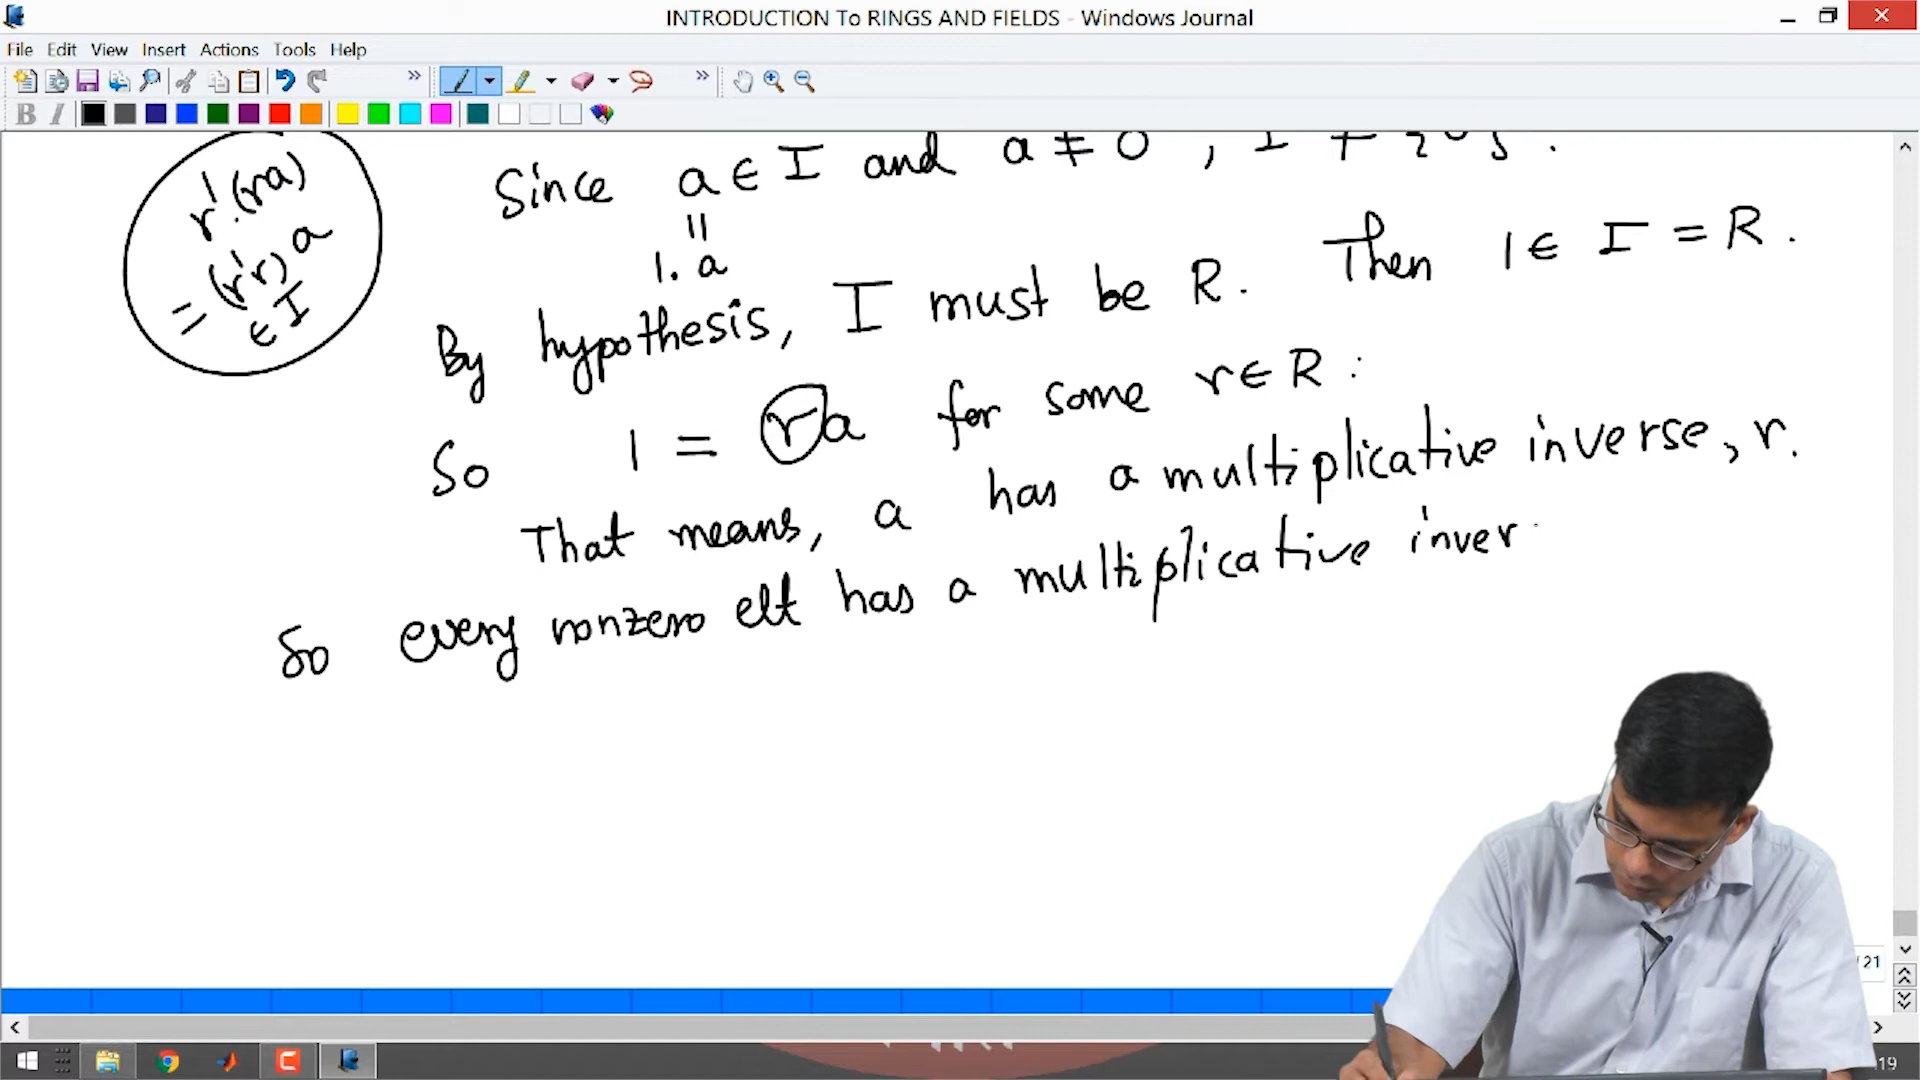 INTRODUCTION To RINGS AND FIELDS - Windows Journal
File Edit View Insert Actions Tools Help
B I
r'.(ra)
= (r'r) a
∈ I
Since a ∈ I and a ≠ 0, I ≠ {0}.
=
1. a
By hypothesis, I must be R. Then 1 ∈ I = R.
So 1 = ra for some r ∈ R:
That means, a has a multiplicative inverse, r.
So every nonzero elt has a multiplicative inver
/21